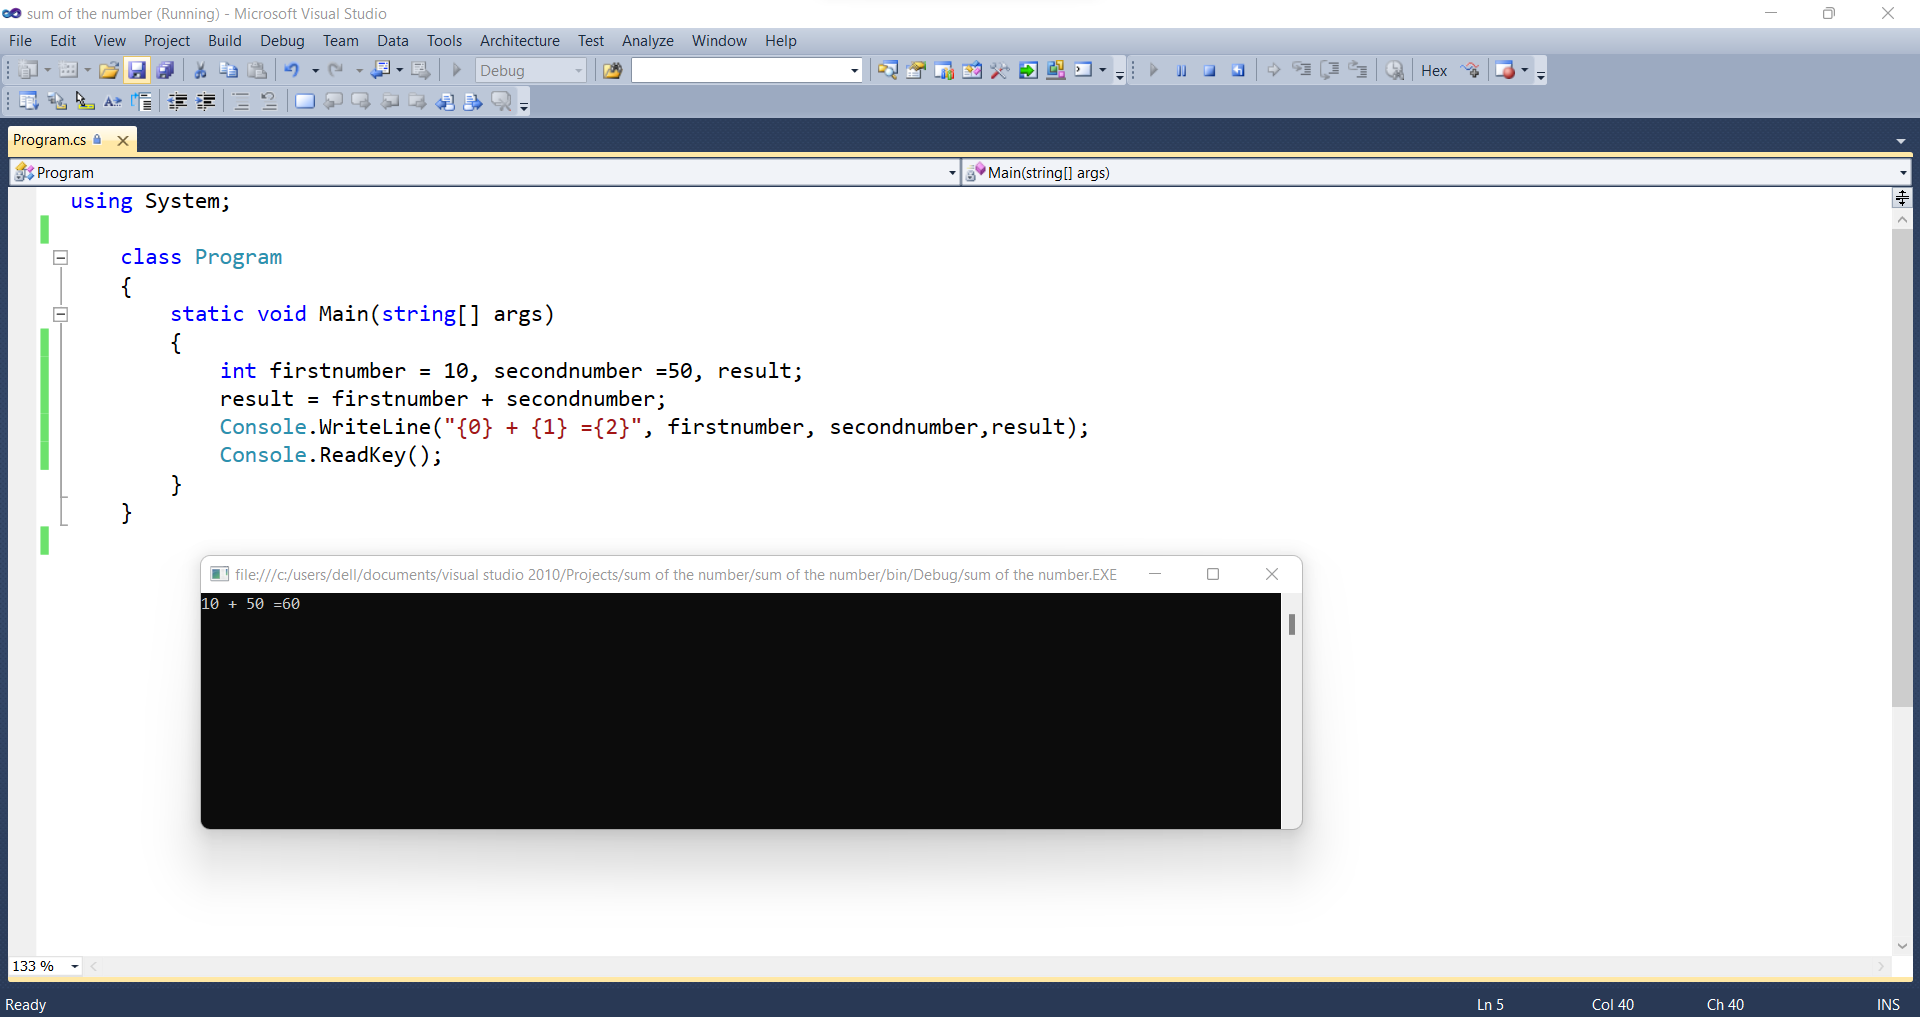 sum of the number (Running) - Microsoft Visual Studio
File Edit View Project Build Debug Team Data Tools Architecture Test Analyze Window Help
Debug Hex
Program.cs
Program Main(string[] args)
using System;
class Program
{
static void Main(string[] args)
{
int firstnumber = 10, secondnumber =50, result;
result = firstnumber + secondnumber;
Console.WriteLine("{0} + {1} ={2}", firstnumber, secondnumber,result);
Console.ReadKey();
}
}
file:///c:/users/dell/documents/visual studio 2010/Projects/sum of the number/sum of the number/bin/Debug/sum of the number.EXE
10 + 50 =60
133 %
Ready Ln 5 Col 40 Ch 40 INS